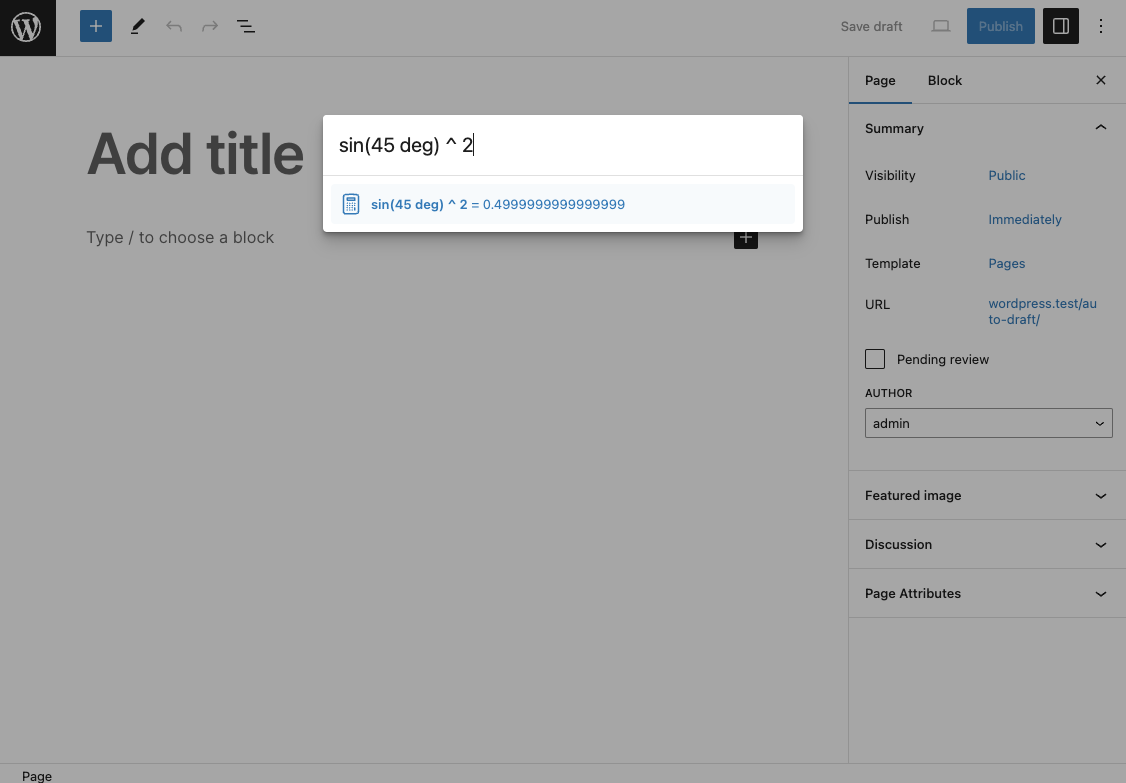 Save draft
Publish
Page
Block
Add title
sin(45 deg) ^ 2
Summary
sin(45 deg) ^ 2 = 0.4999999999999999
Visibility
Public
Publish
Immediately
Type / to choose a block
Template
Pages
URL
wordpress.test/au
to-draft/
Pending review
AUTHOR
admin
Featured image
Discussion
Page Attributes
Page